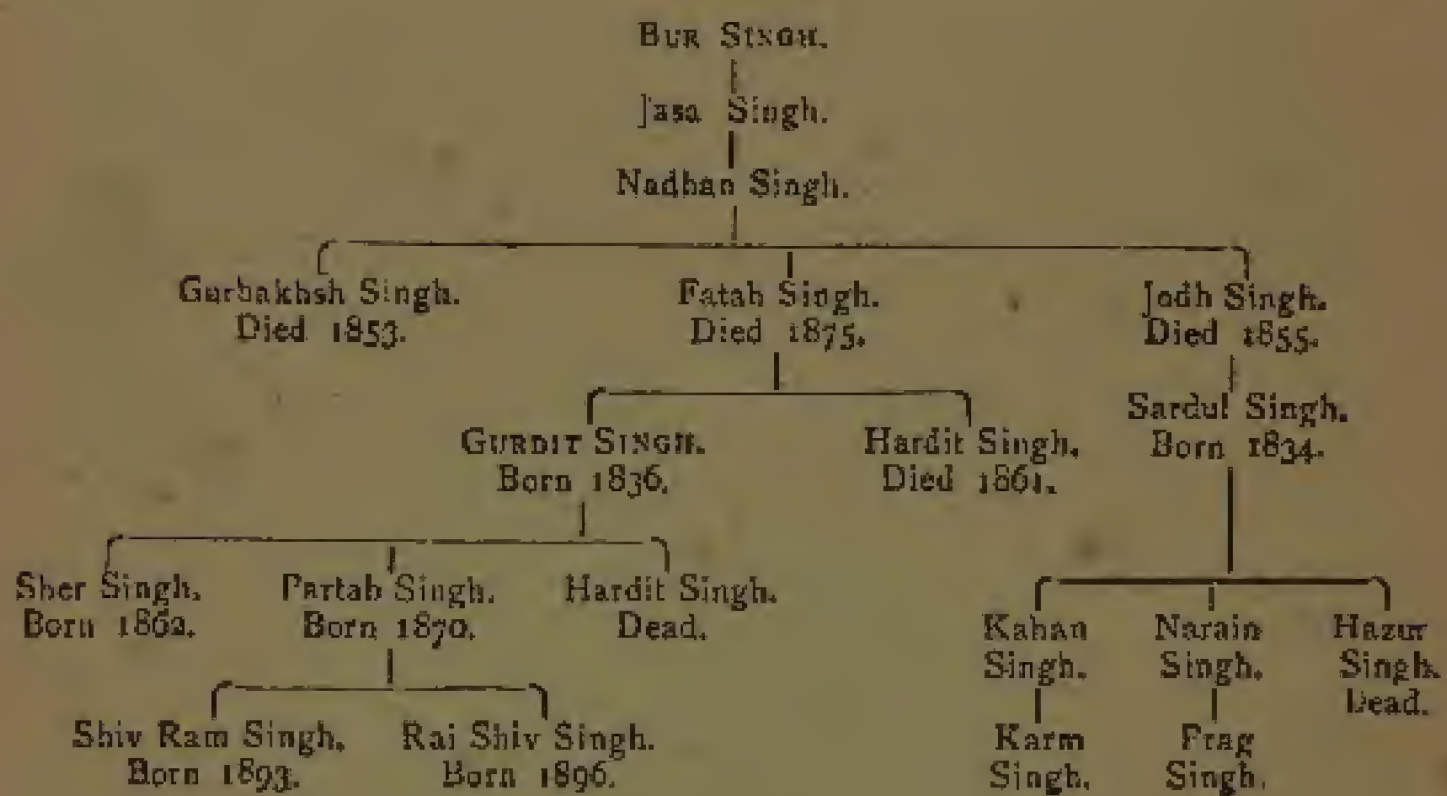 BUR SINGH.
Jasa Singh.
Nadhan Singh.
Gurbakhsh Singh. Fatah Singh. Jodh Singh.
Died 1853. Died 1875. Died 1855.
Sardul Singh.
Born 1834.
GURDIT SINGH. Hardit Singh.
Born 1836. Died 1861.
Sher Singh. Partab Singh. Hardit Singh.
Born 1862. Born 1870. Dead.
Kahan Narain Hazur
Singh. Singh. Singh.
Dead.
Shiv Ram Singh. Rai Shiv Singh. Karm Prag
Born 1893. Born 1896. Singh. Singh.